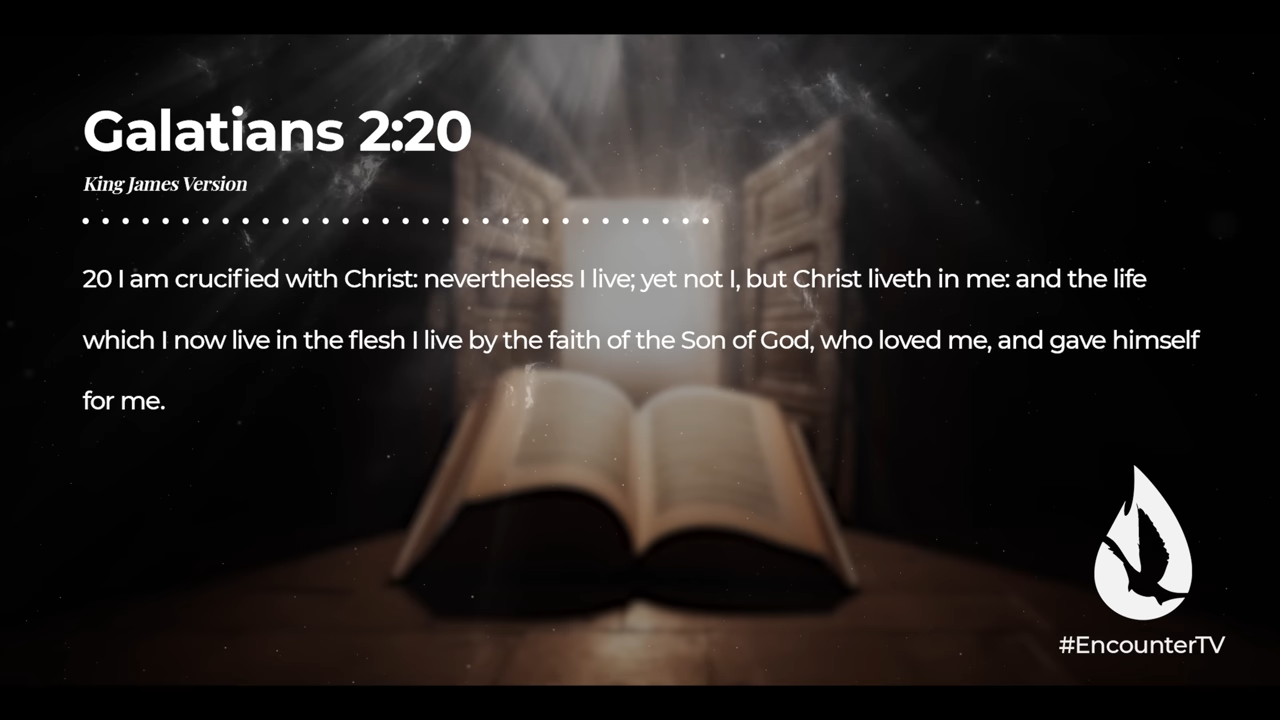 Galatians 2:20
King James Version
20 I am crucified with Christ: nevertheless I live; yet not I, but Christ liveth in me: and the life
which I now live in the flesh I live by the faith of the Son of God, who loved me, and gave himself
for me.
#EncounterTV